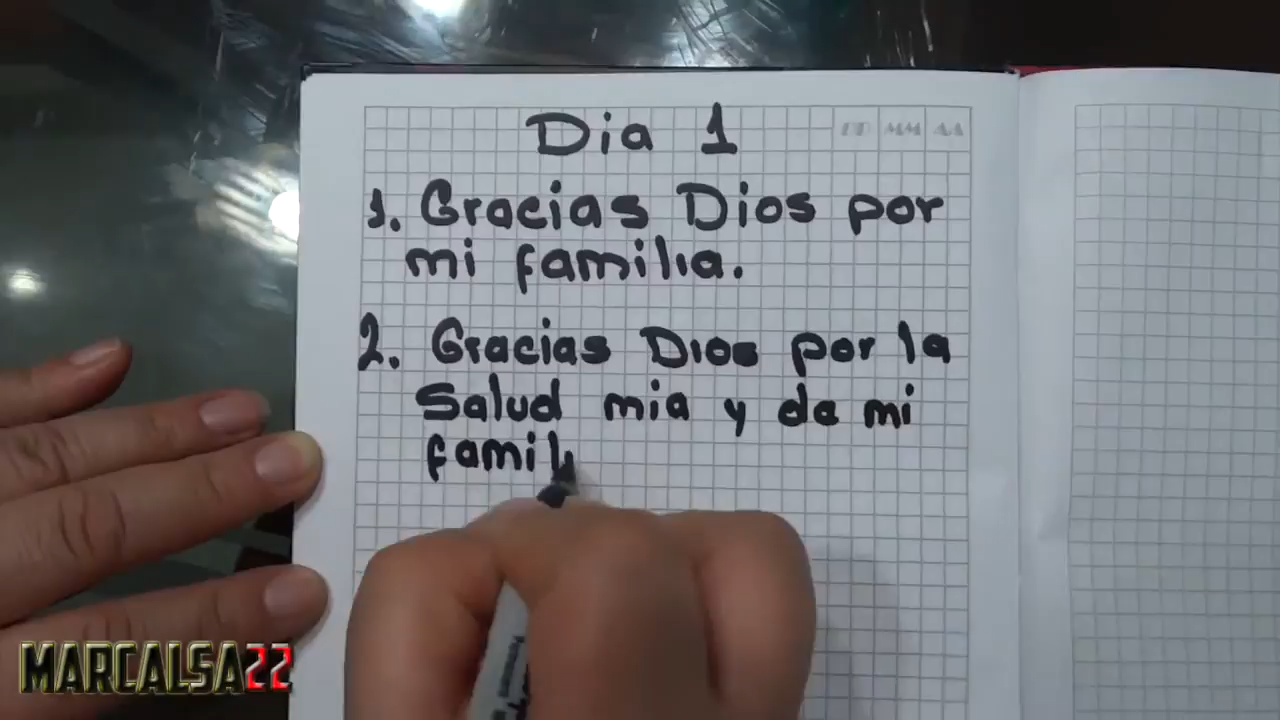 Dia 1
DD MM AA
1. Gracias Dios por
mi familia.
2. Gracias Dios por la
Salud mia y de mi
famili
MARCALSA22